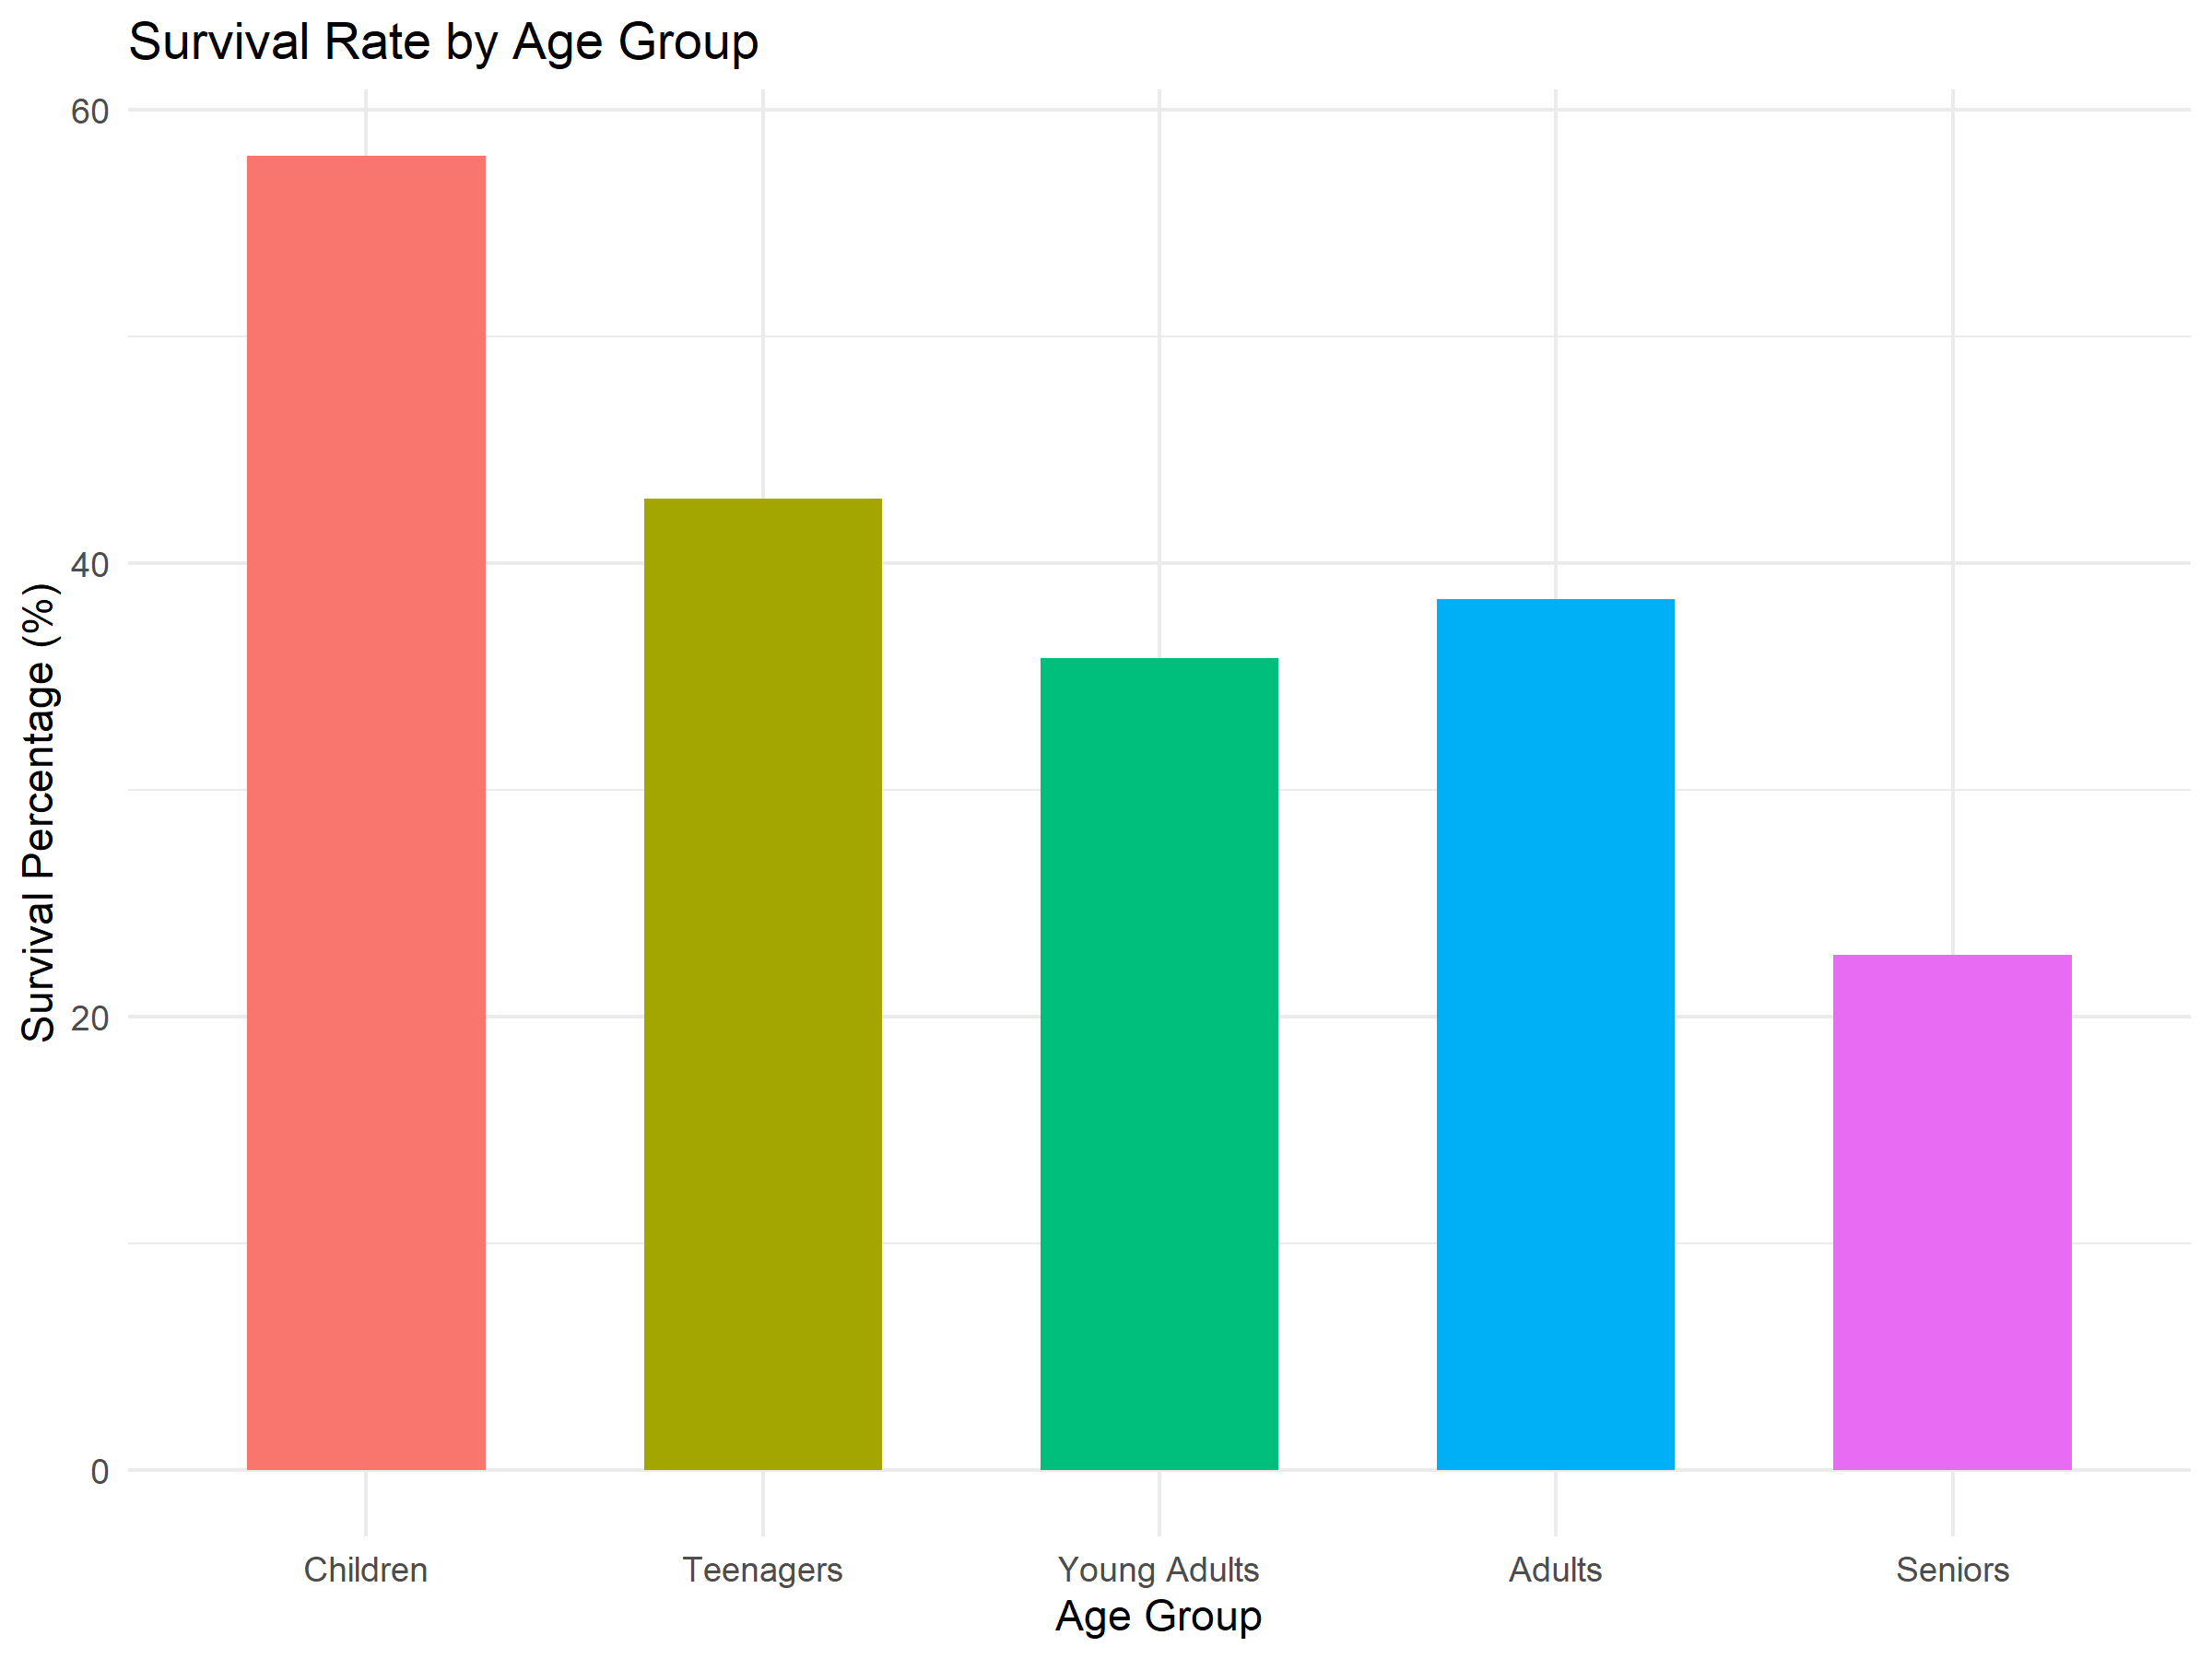 Survival Rate by Age Group
60
40
20
0
Survival Percentage (%)
Children
Teenagers
Young Adults
Adults
Seniors
Age Group